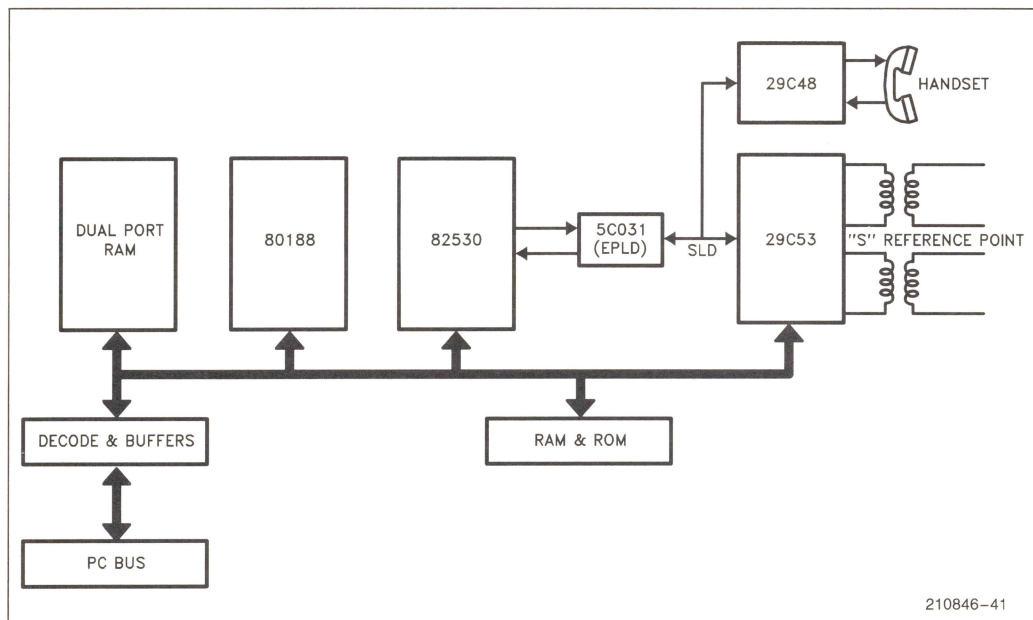 29C48
HANDSET
DUAL PORT
RAM
80188
82530
5C031
(EPLD)
SLD
29C53
"S" REFERENCE POINT
DECODE & BUFFERS
RAM & ROM
PC BUS
210846-41